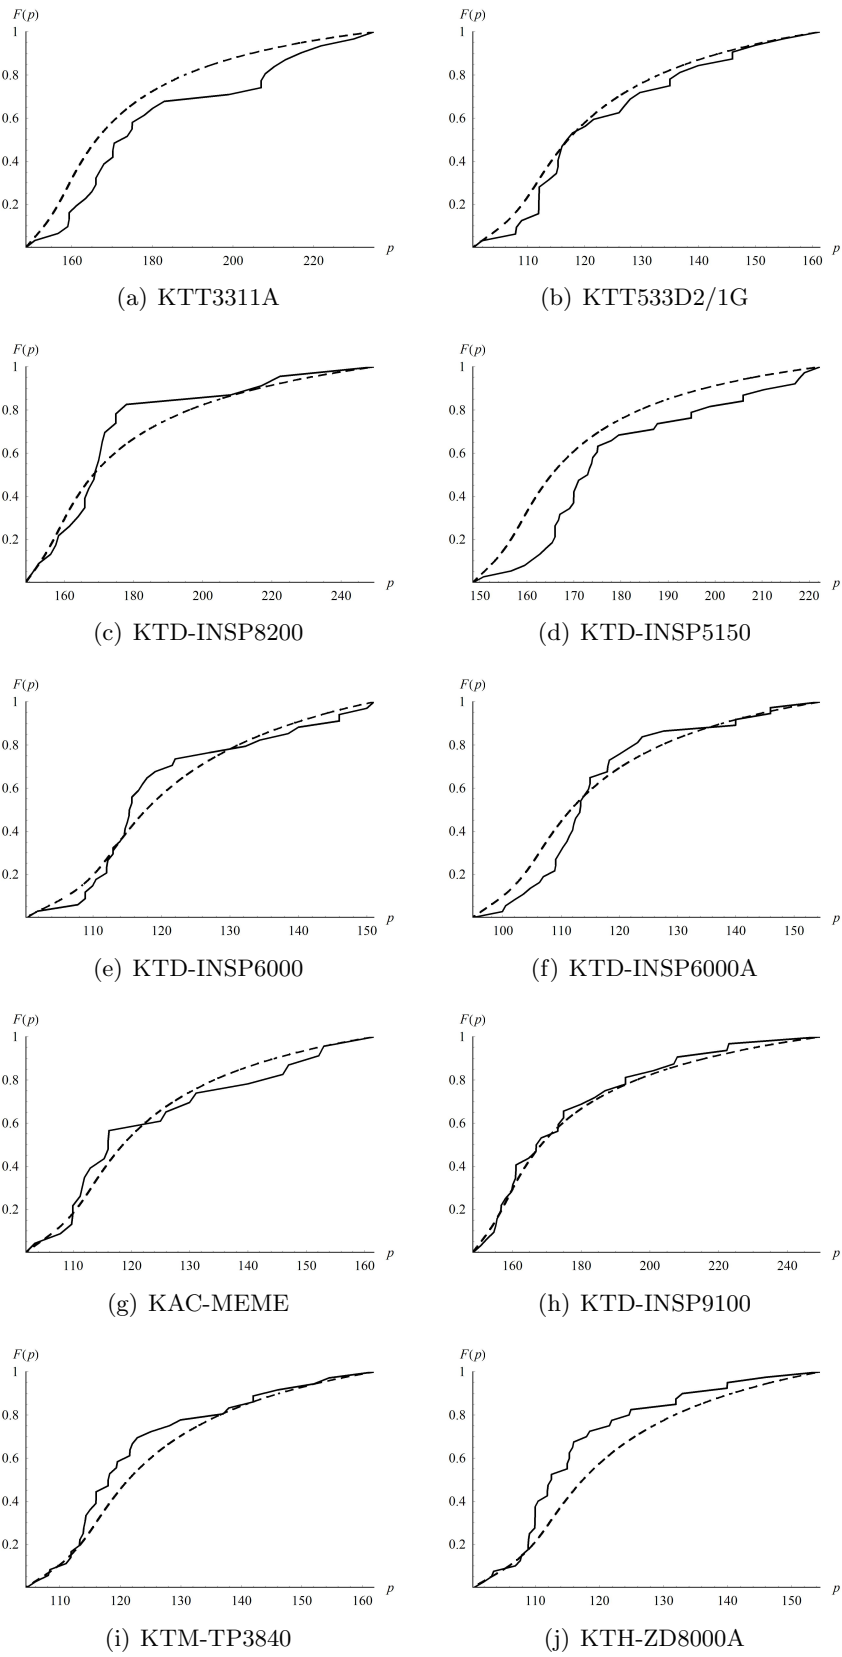 F(p) F(p)
1 1
0.8 0.8
0.6 0.6
0.4 0.4
0.2 0.2
160 180 200 220 p 110 120 130 140 150 160 p
(a) KTT3311A (b) KTT533D2/1G
F(p) F(p)
1 1
0.8 0.8
0.6 0.6
0.4 0.4
0.2 0.2
160 180 200 220 240 p 150 160 170 180 190 200 210 220 p
(c) KTD-INSP8200 (d) KTD-INSP5150
F(p) F(p)
1 1
0.8 0.8
0.6 0.6
0.4 0.4
0.2 0.2
110 120 130 140 150 p 100 110 120 130 140 150 p
(e) KTD-INSP6000 (f) KTD-INSP6000A
F(p) F(p)
1 1
0.8 0.8
0.6 0.6
0.4 0.4
0.2 0.2
110 120 130 140 150 160 p 160 180 200 220 240 p
(g) KAC-MEME (h) KTD-INSP9100
F(p) F(p)
1 1
0.8 0.8
0.6 0.6
0.4 0.4
0.2 0.2
110 120 130 140 150 160 p 110 120 130 140 150 p
(i) KTM-TP3840 (j) KTH-ZD8000A